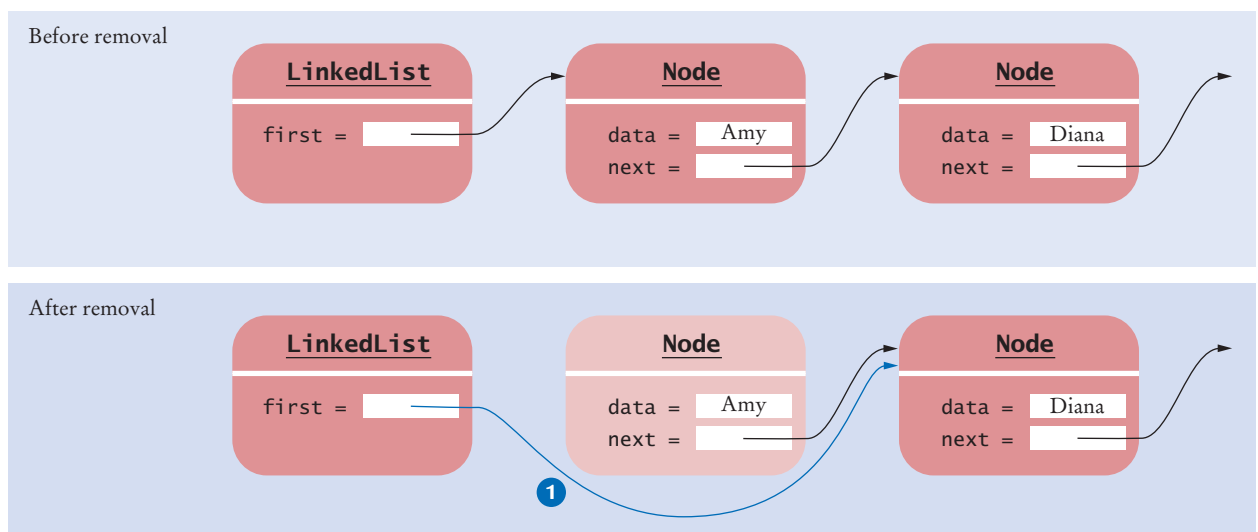 Before removal
LinkedList
Node
Node
first =
data = Amy
data = Diana
next =
next =
After removal
LinkedList
Node
Node
first =
data = Amy
data = Diana
next =
next =
1